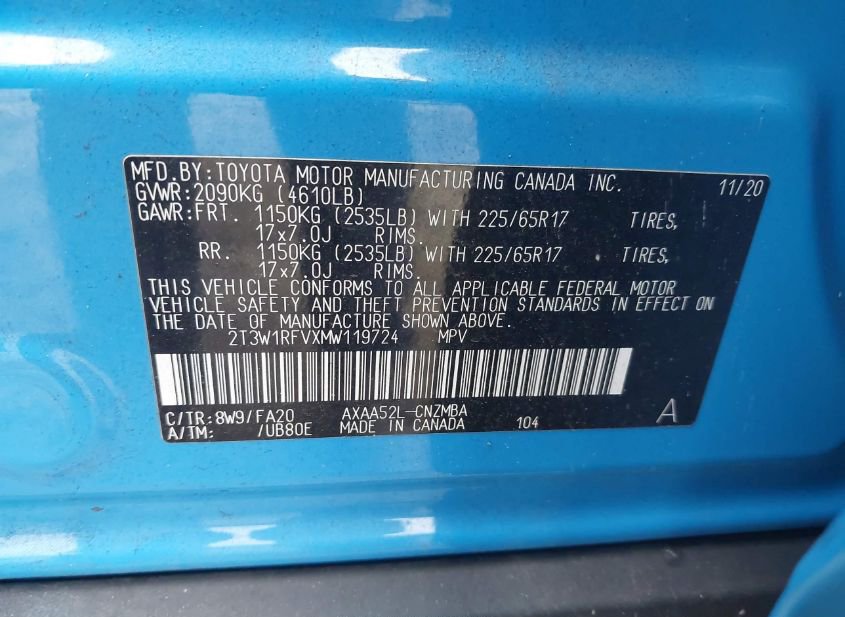 MFD.BY:TOYOTA MOTOR MANUFACTURING CANADA INC. 11/20
GVWR:2090KG (4610LB)
GAWR:FRT. 1150KG (2535LB) WITH 225/65R17 TIRES,
17x7.0J RIMS.
RR. 1150KG (2535LB) WITH 225/65R17 TIRES,
17x7.0J RIMS.
THIS VEHICLE CONFORMS TO ALL APPLICABLE FEDERAL MOTOR
VEHICLE SAFETY AND THEFT PREVENTION STANDARDS IN EFFECT ON
THE DATE OF MANUFACTURE SHOWN ABOVE.
2T3W1RFVXMW119724 MPV
C/TR:8W9/FA20 AXAA52L-CNZMBA A
A/TM: /UB80E MADE IN CANADA 104